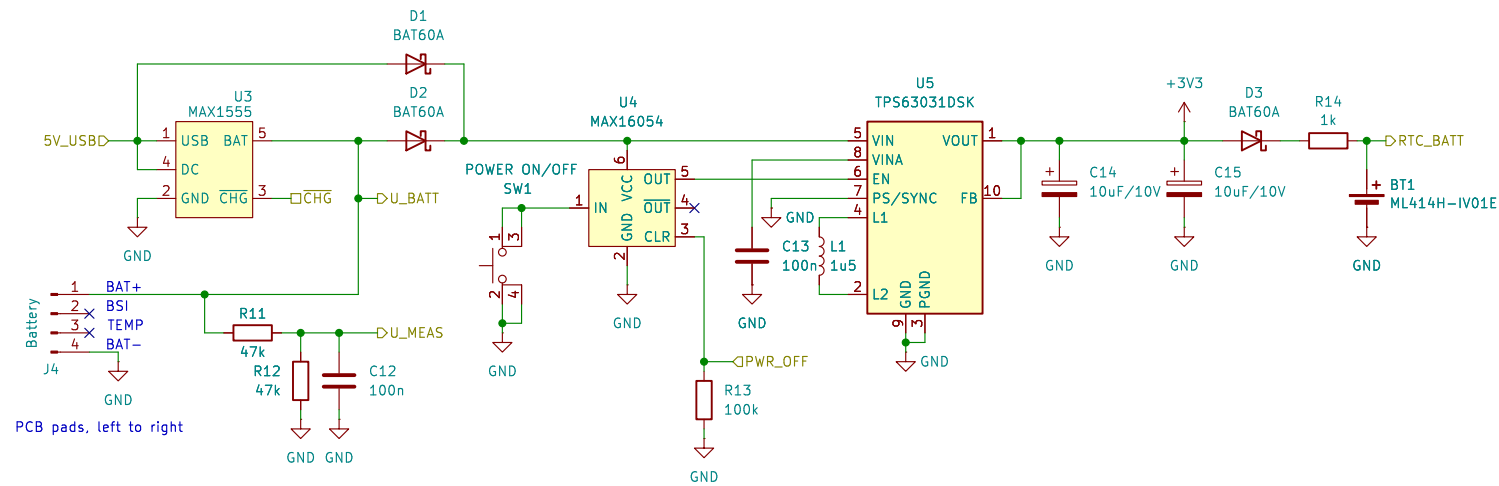 D1
BAT60A
D2
BAT60A
U3
MAX1555
5V_USB
1
USB
BAT
5
4
DC
2
GND
CHG
3
CHG
U_BATT
GND
Battery
1
BAT+
2
BSI
3
TEMP
4
BAT-
J4
GND
PCB pads, left to right
R11
47k
R12
47k
U_MEAS
C12
100n
GND
GND
POWER ON/OFF
SW1
1
3
2
4
GND
U4
MAX16054
6
VCC
1
IN
OUT
5
OUT
4
GND
CLR
3
2
GND
PWR_OFF
R13
100k
GND
C13
100n
GND
GND
L1
1u5
U5
TPS63031DSK
5
VIN
VOUT
1
8
VINA
6
EN
7
PS/SYNC
FB
10
4
L1
2
L2
GND
PGND
9
3
GND
+3V3
C14
10uF/10V
GND
C15
10uF/10V
GND
D3
BAT60A
R14
1k
RTC_BATT
BT1
ML414H-IV01E
GND